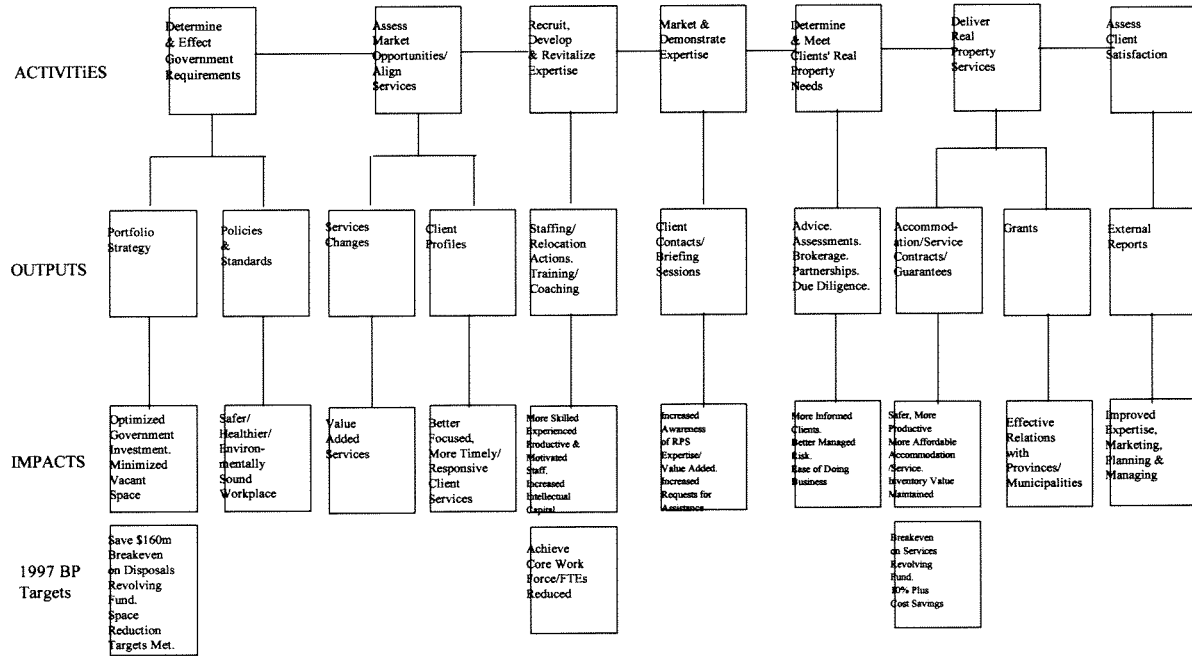 ACTIVITiES
Determine
& Effect
Government
Requirements
Assess
Market
Opportunities/
Align
Services
Recruit,
Develop
& Revitalize
Expertise
Market &
Demonstrate
Expertise
Determine
& Meet
Clients' Real
Property
Needs
Deliver
Real
Property
Services
Assess
Client
Satisfaction
OUTPUTS
Portfolio
Strategy
Policies
&
Standards
Services
Changes
Client
Profiles
Staffing/
Relocation
Actions.
Training/
Coaching
Client
Contacts/
Briefing
Sessions
Advice.
Assessments.
Brokerage.
Partnerships.
Due Diligence.
Accommod-
ation/Service
Contracts/
Guarantees
Grants
External
Reports
IMPACTS
Optimized
Government
Investment.
Minimized
Vacant
Space
Safer/
Healthier/
Environ-
mentally
Sound
Workplace
Value
Added
Services
Better
Focused,
More Timely/
Responsive
Client
Services
More Skilled
Experienced
Productive &
Motivated
Staff.
Increased
Intellectual
Capital
Increased
Awareness
of RPS
Expertise/
Value Added.
Increased
Requests for
Assistance
More Informed
Clients.
Better Managed
Risk.
Ease of Doing
Business
Safer, More
Productive
More Affordable
Accommodation
/Service.
Inventory Value
Maintained
Effective
Relations
with
Provinces/
Municipalities
Improved
Expertise,
Marketing,
Planning &
Managing
1997 BP
Targets
Save $160m
Breakeven
on Disposals
Revolving
Fund.
Space
Reduction
Targets Met.
Achieve
Core Work
Force/FTEs
Reduced
Breakeven
on Services
Revolving
Fund.
10% Plus
Cost Savings